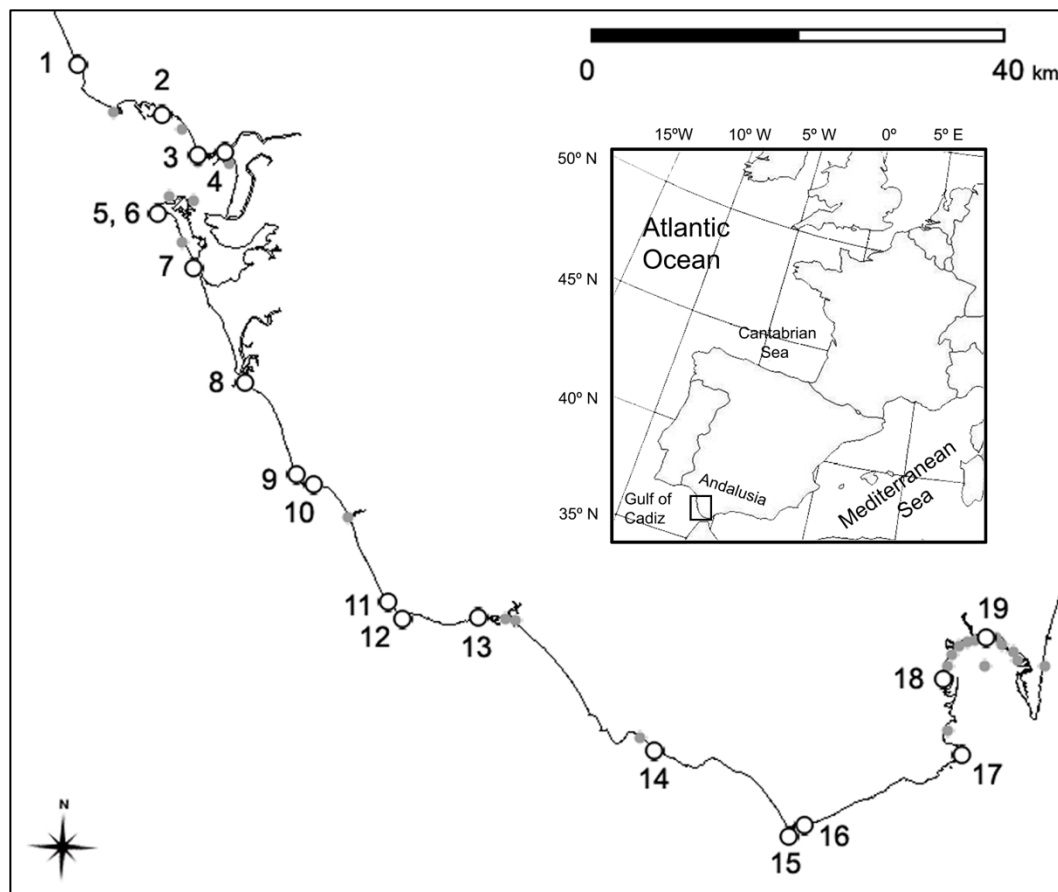 1
2
3
4
5, 6
7
8
9
10
11
12
13
14
15
16
17
18
19
0
40 km
15ºW
10º W
5º W
0º
5º E
50º N
45º N
40º N
35º N
Atlantic
Ocean
Cantabrian
Sea
Andalusia
Gulf of
Cadiz
Mediterranean
Sea
N